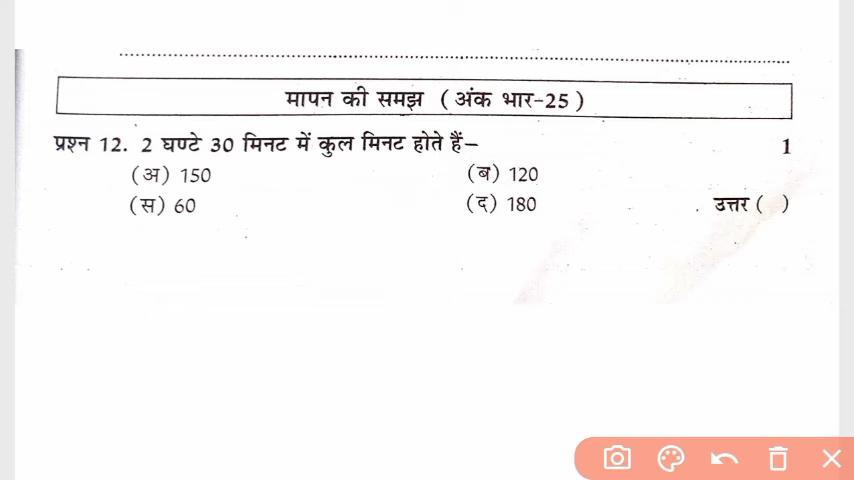 मापन की समझ (अंक भार-25)
प्रश्न 12. 2 घण्टे 30 मिनट में कुल मिनट होते हैं– 1
(अ) 150 (ब) 120
(स) 60 (द) 180 उत्तर ( )